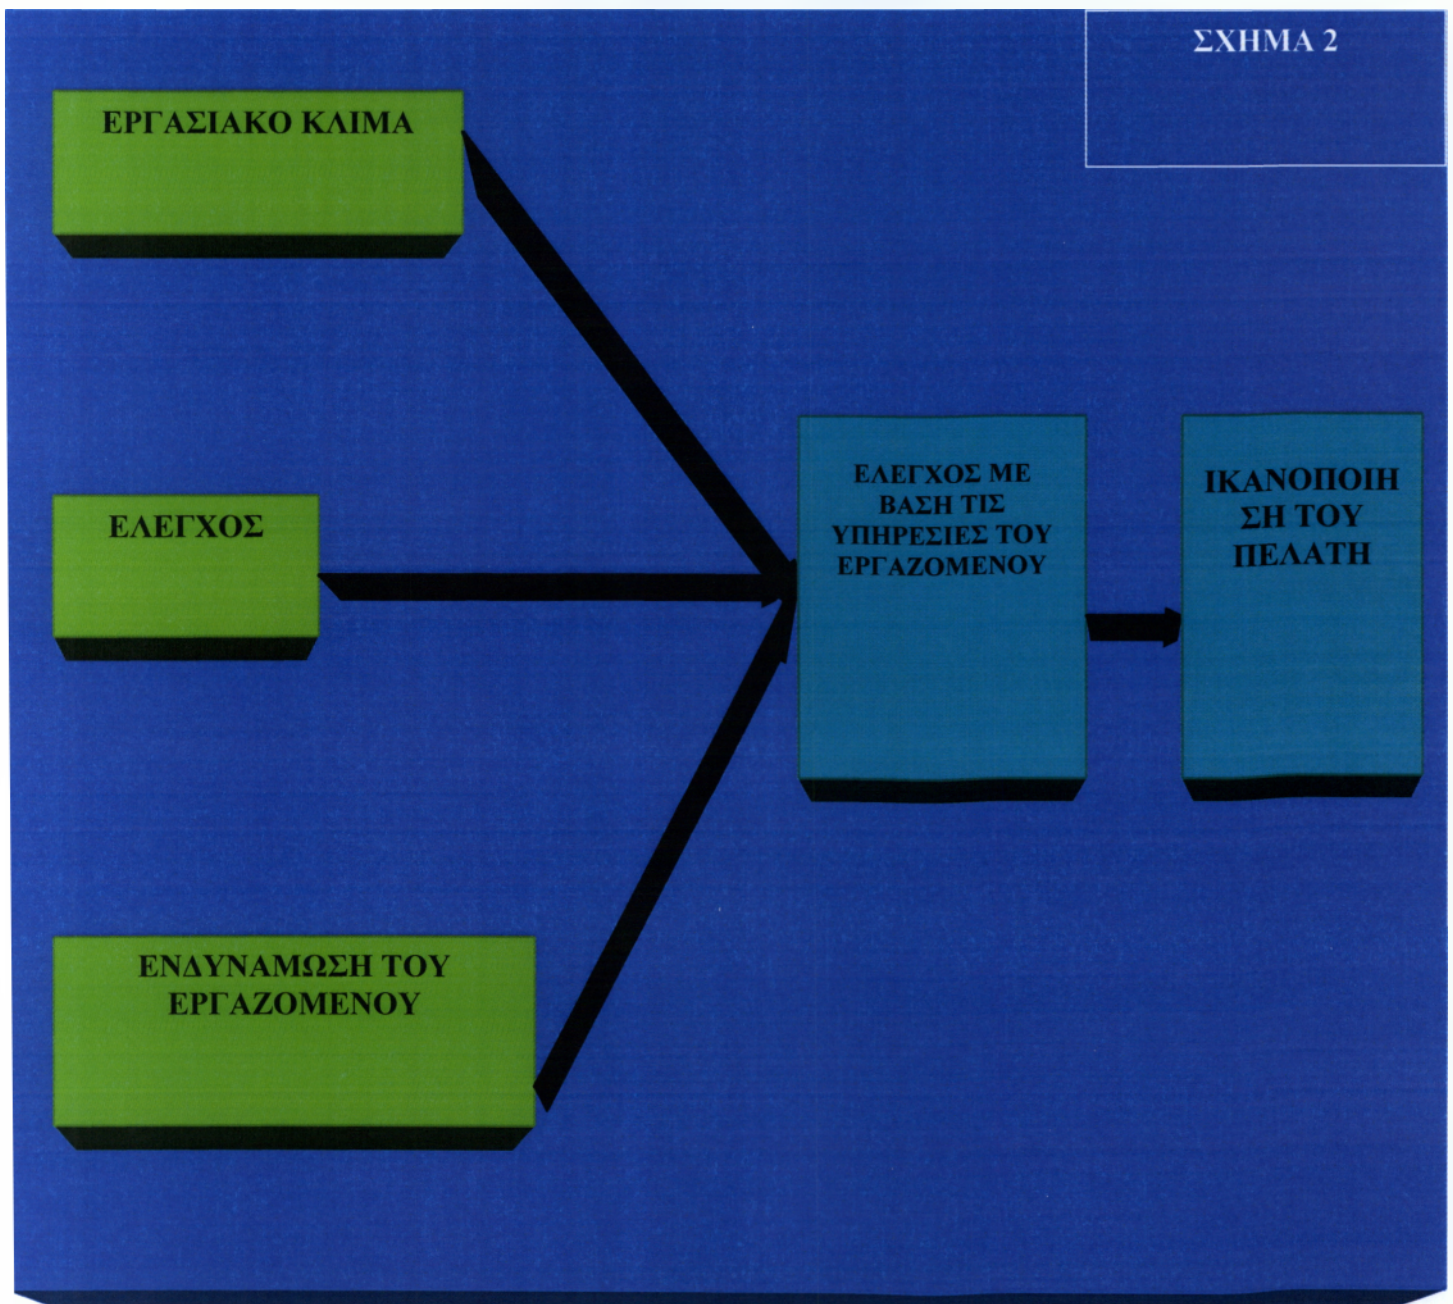 ΣΧΗΜΑ 2
ΕΡΓΑΣΙΑΚΟ ΚΛΙΜΑ
ΕΛΕΓΧΟΣ
ΕΛΕΓΧΟΣ ΜΕ
ΒΑΣΗ ΤΙΣ
ΥΠΗΡΕΣΙΕΣ ΤΟΥ
ΕΡΓΑΖΟΜΕΝΟΥ
ΙΚΑΝΟΠΟΙΗ
ΣΗ ΤΟΥ
ΠΕΛΑΤΗ
ΕΝΔΥΝΑΜΩΣΗ ΤΟΥ
ΕΡΓΑΖΟΜΕΝΟΥ